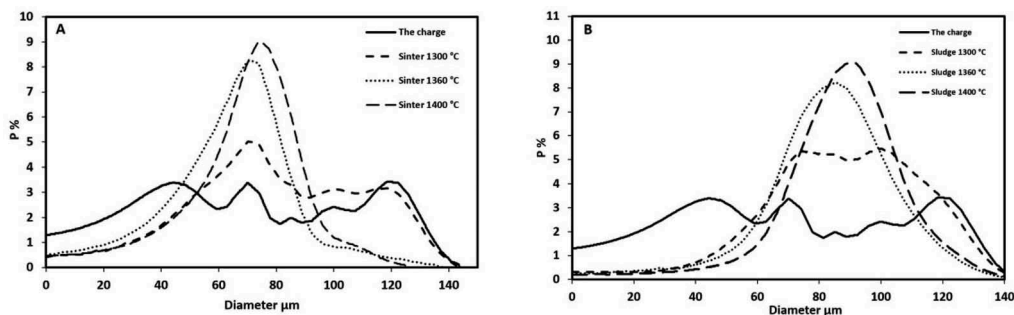 A
The charge
Sinter 1300 °C
Sinter 1360 °C
Sinter 1400 °C
P %
10
9
8
7
6
5
4
3
2
1
0
0 20 40 60 80 100 120 140
Diameter µm
B
The charge
Sludge 1300 °C
Sludge 1360 °C
Sludge 1400 °C
P %
11
10
9
8
7
6
5
4
3
2
1
0
0 20 40 60 80 100 120 140
Diameter µm